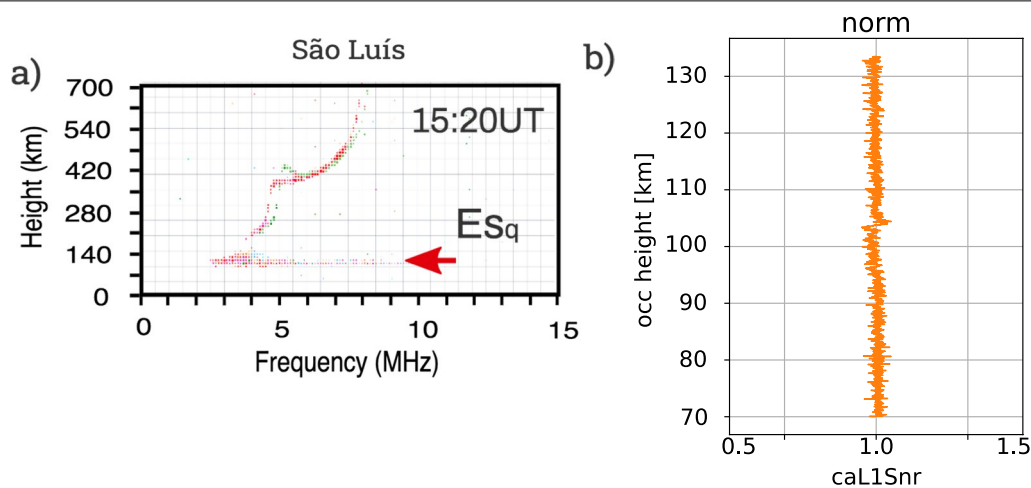 a)
São Luís
700
560
420
280
140
0
Height (km)
15:20UT
Esq
0
5
10
15
Frequency (MHz)
b)
norm
130
120
110
100
90
80
70
occ height [km]
0.5
1.0
1.5
caL1Snr